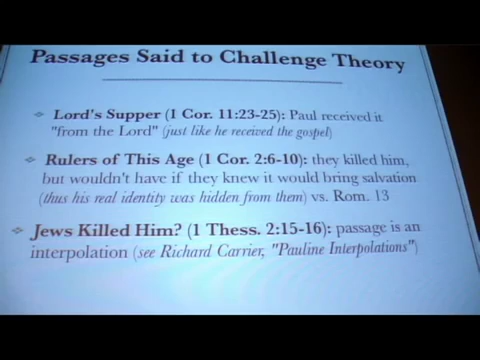 Passages Said to Challenge Theory
Lord's Supper (1 Cor. 11:23-25): Paul received it
"from the Lord" (just like he received the gospel)
Rulers of This Age (1 Cor. 2:6-10): they killed him,
but wouldn't have if they knew it would bring salvation
(thus his real identity was hidden from them) vs. Rom. 13
Jews Killed Him? (1 Thess. 2:15-16): passage is an
interpolation (see Richard Carrier, "Pauline Interpolations")